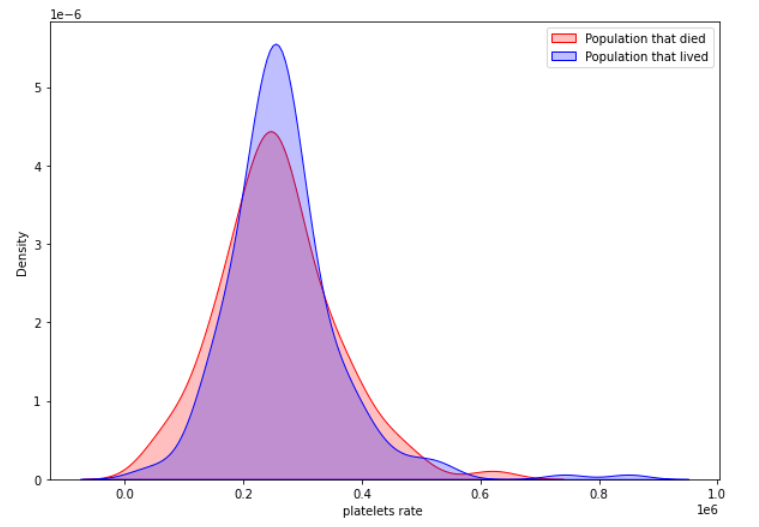 1e−6
Population that died
Population that lived
5
4
3
2
1
0
Density
0.0 0.2 0.4 0.6 0.8 1.0
platelets rate
1e6